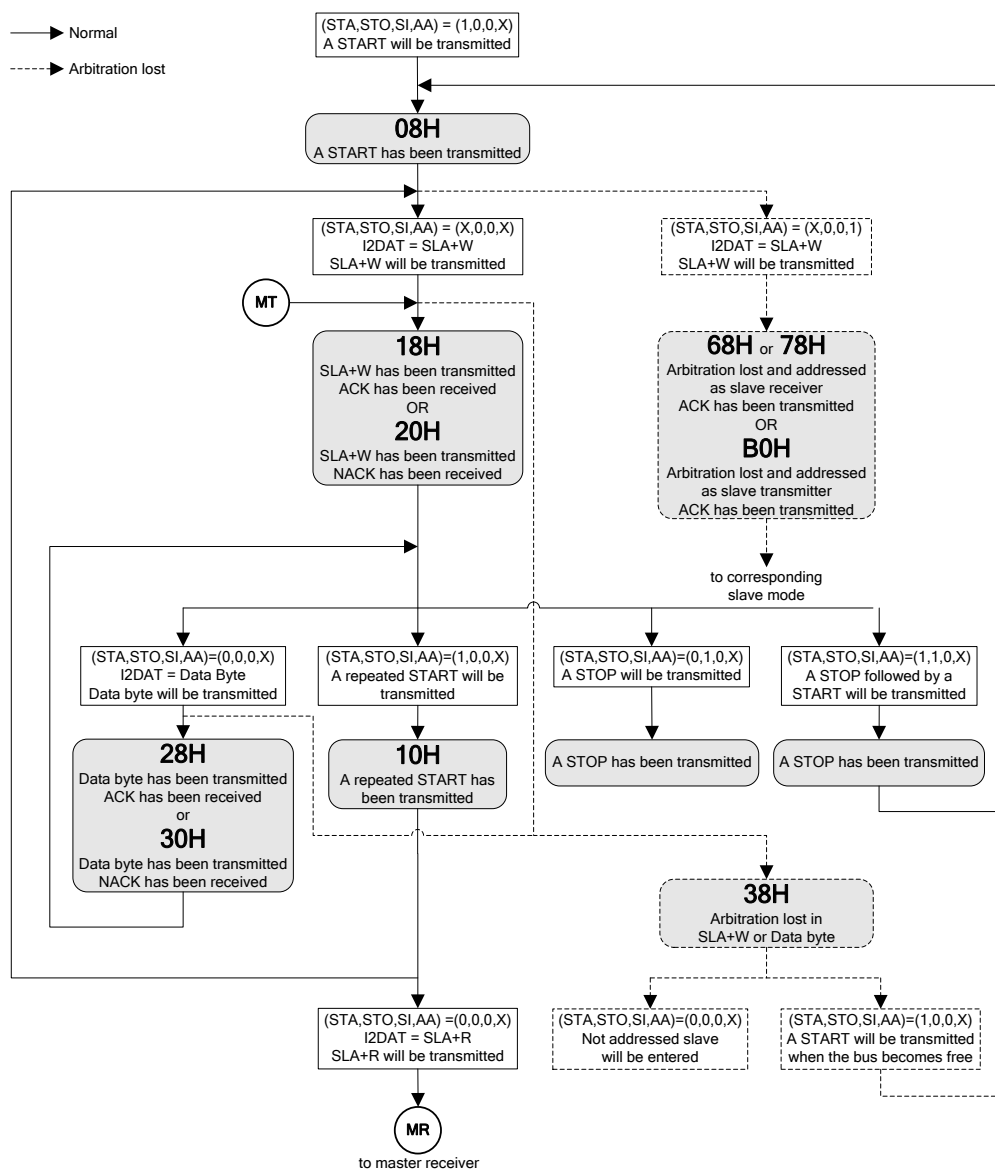 Normal
Arbitration lost
(STA,STO,SI,AA) = (1,0,0,X)
A START will be transmitted
08H
A START has been transmitted
(STA,STO,SI,AA) = (X,0,0,X)
I2DAT = SLA+W
SLA+W will be transmitted
(STA,STO,SI,AA) = (X,0,0,1)
I2DAT = SLA+W
SLA+W will be transmitted
MT
18H
SLA+W has been transmitted
ACK has been received
OR
20H
SLA+W has been transmitted
NACK has been received
68H or 78H
Arbitration lost and addressed
as slave receiver
ACK has been transmitted
OR
B0H
Arbitration lost and addressed
as slave transmitter
ACK has been transmitted
to corresponding
slave mode
(STA,STO,SI,AA)=(0,0,0,X)
I2DAT = Data Byte
Data byte will be transmitted
(STA,STO,SI,AA)=(1,0,0,X)
A repeated START will be
transmitted
(STA,STO,SI,AA)=(0,1,0,X)
A STOP will be transmitted
(STA,STO,SI,AA)=(1,1,0,X)
A STOP followed by a
START will be transmitted
28H
Data byte has been transmitted
ACK has been received
or
30H
Data byte has been transmitted
NACK has been received
10H
A repeated START has
been transmitted
A STOP has been transmitted
A STOP has been transmitted
38H
Arbitration lost in
SLA+W or Data byte
(STA,STO,SI,AA) =(0,0,0,X)
I2DAT = SLA+R
SLA+R will be transmitted
(STA,STO,SI,AA)=(0,0,0,X)
Not addressed slave
will be entered
(STA,STO,SI,AA)=(1,0,0,X)
A START will be transmitted
when the bus becomes free
MR
to master receiver